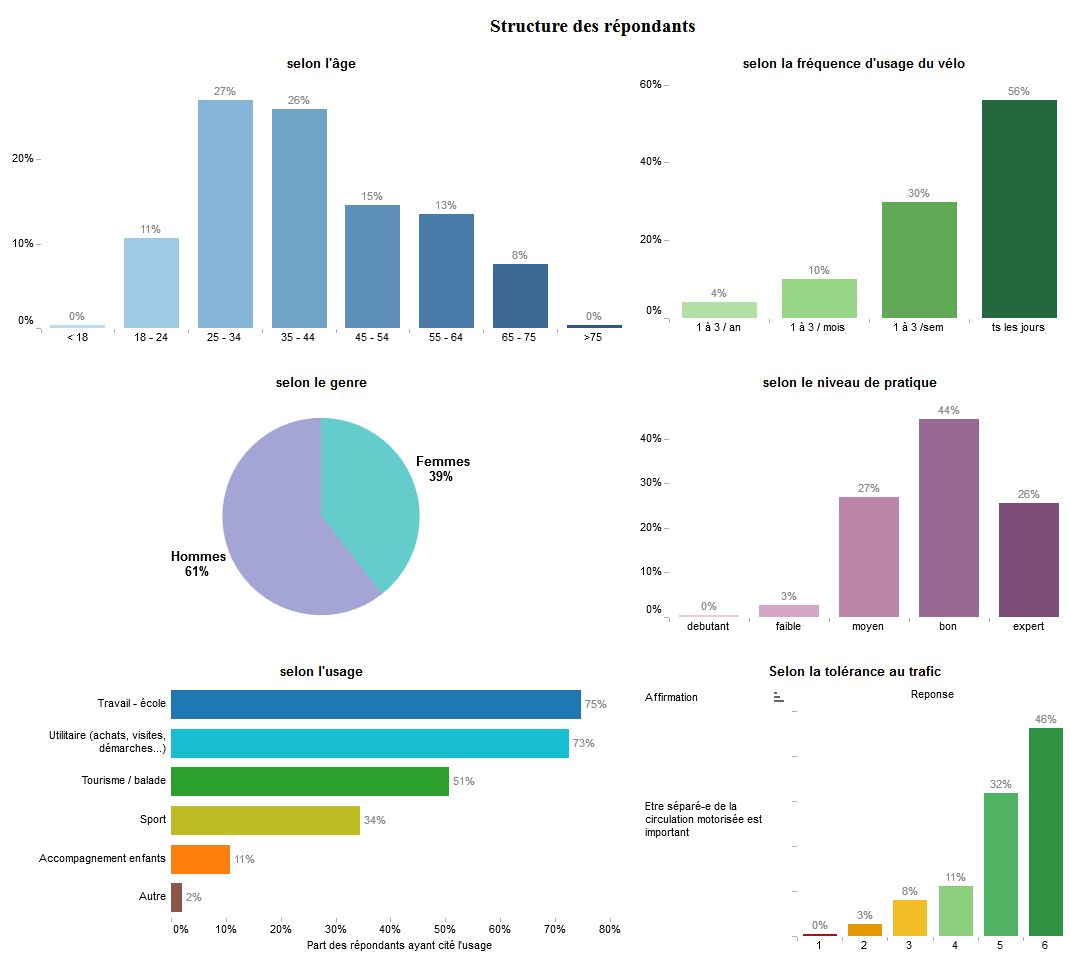 Structure des répondants
selon l'âge
27%
26%
20%
15%
13%
11%
10%
8%
0%
0%
0%
< 18
18 - 24
25 - 34
35 - 44
45 - 54
55 - 64
65 - 75
>75
selon la fréquence d'usage du vélo
60%
56%
40%
30%
20%
10%
4%
0%
1 à 3 / an
1 à 3 / mois
1 à 3 /sem
ts les jours
selon le genre
Femmes
39%
Hommes
61%
selon le niveau de pratique
44%
40%
30%
27%
26%
20%
10%
3%
0%
0%
debutant
faible
moyen
bon
expert
selon l'usage
Travail - école
75%
Utilitaire (achats, visites,
démarches...)
73%
Tourisme / balade
51%
Sport
34%
Accompagnement enfants
11%
Autre
2%
0%
10%
20%
30%
40%
50%
60%
70%
80%
Part des répondants ayant cité l'usage
Selon la tolérance au trafic
Affirmation
Reponse
46%
32%
Etre séparé-e de la
circulation motorisée est
important
11%
8%
3%
0%
1
2
3
4
5
6